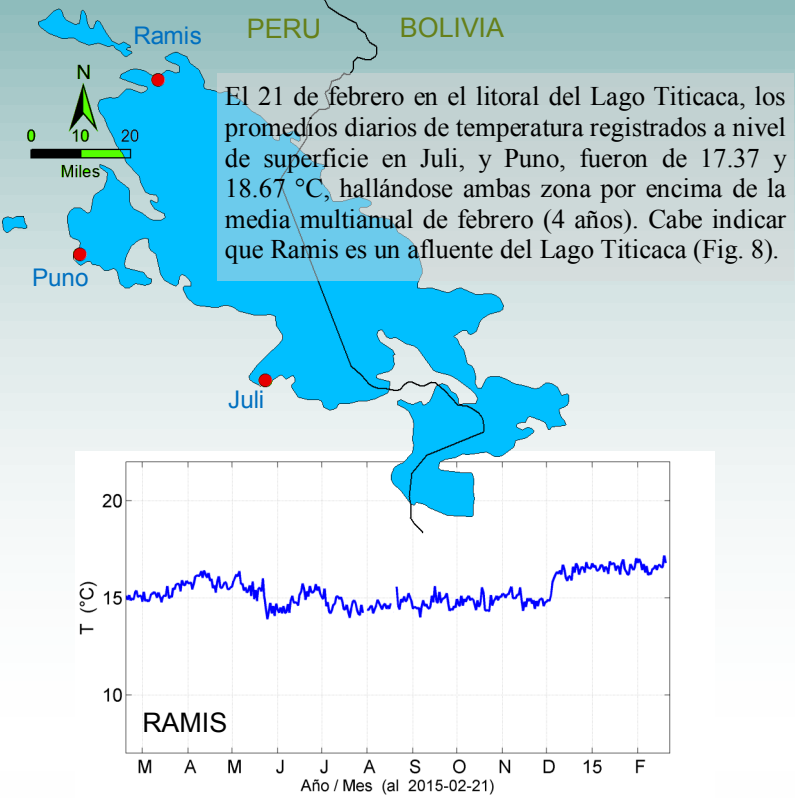 Ramis
PERU
BOLIVIA
N
0 10 20
Miles
El 21 de febrero en el litoral del Lago Titicaca, los
promedios diarios de temperatura registrados a nivel
de superficie en Juli, y Puno, fueron de 17.37 y
18.67 °C, hallándose ambas zona por encima de la
media multianual de febrero (4 años). Cabe indicar
que Ramis es un afluente del Lago Titicaca (Fig. 8).
Puno
Juli
20
15
10
T (°C)
RAMIS
M A M J J A S O N D 15 F
Año / Mes (al 2015-02-21)